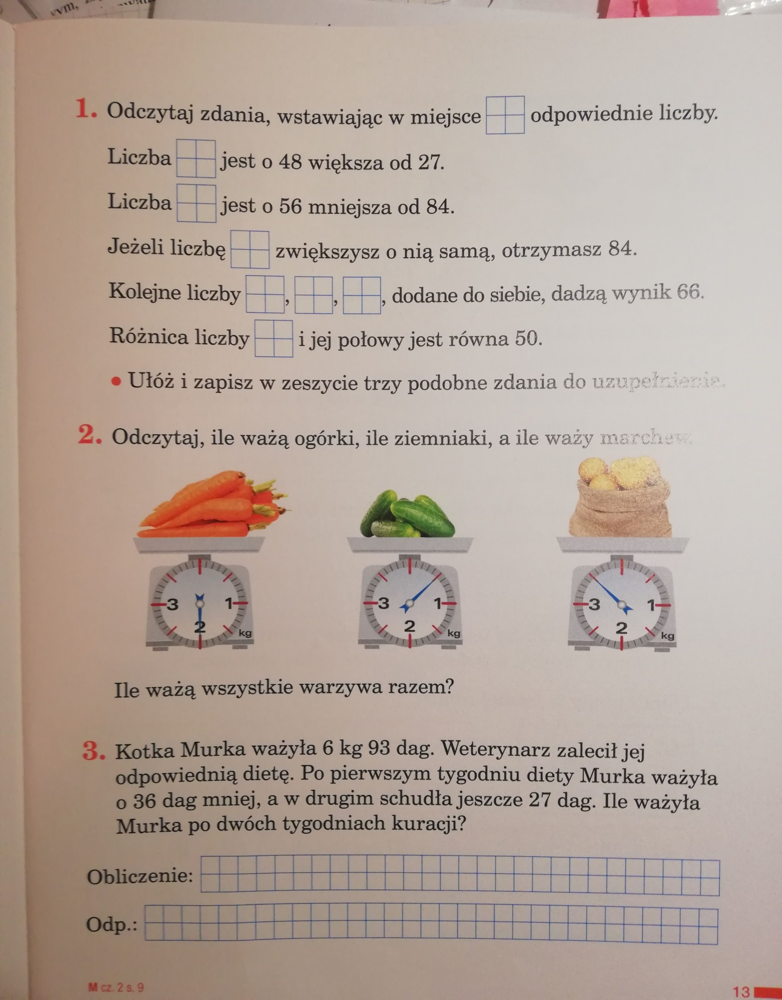 1. Odczytaj zdania, wstawiając w miejsce odpowiednie liczby.
Liczba jest o 48 większa od 27.
Liczba jest o 56 mniejsza od 84.
Jeżeli liczbę zwiększysz o nią samą, otrzymasz 84.
Kolejne liczby , , , dodane do siebie, dadzą wynik 66.
Różnica liczby i jej połowy jest równa 50.
• Ułóż i zapisz w zeszycie trzy podobne zdania do uzupełnienia.
2. Odczytaj, ile ważą ogórki, ile ziemniaki, a ile waży marchew.
3 1 2 kg
3 1 2 kg
3 1 2 kg
Ile ważą wszystkie warzywa razem?
3. Kotka Murka ważyła 6 kg 93 dag. Weterynarz zalecił jej
odpowiednią dietę. Po pierwszym tygodniu diety Murka ważyła
o 36 dag mniej, a w drugim schudła jeszcze 27 dag. Ile ważyła
Murka po dwóch tygodniach kuracji?
Obliczenie:
Odp.:
M cz. 2 s. 9
13